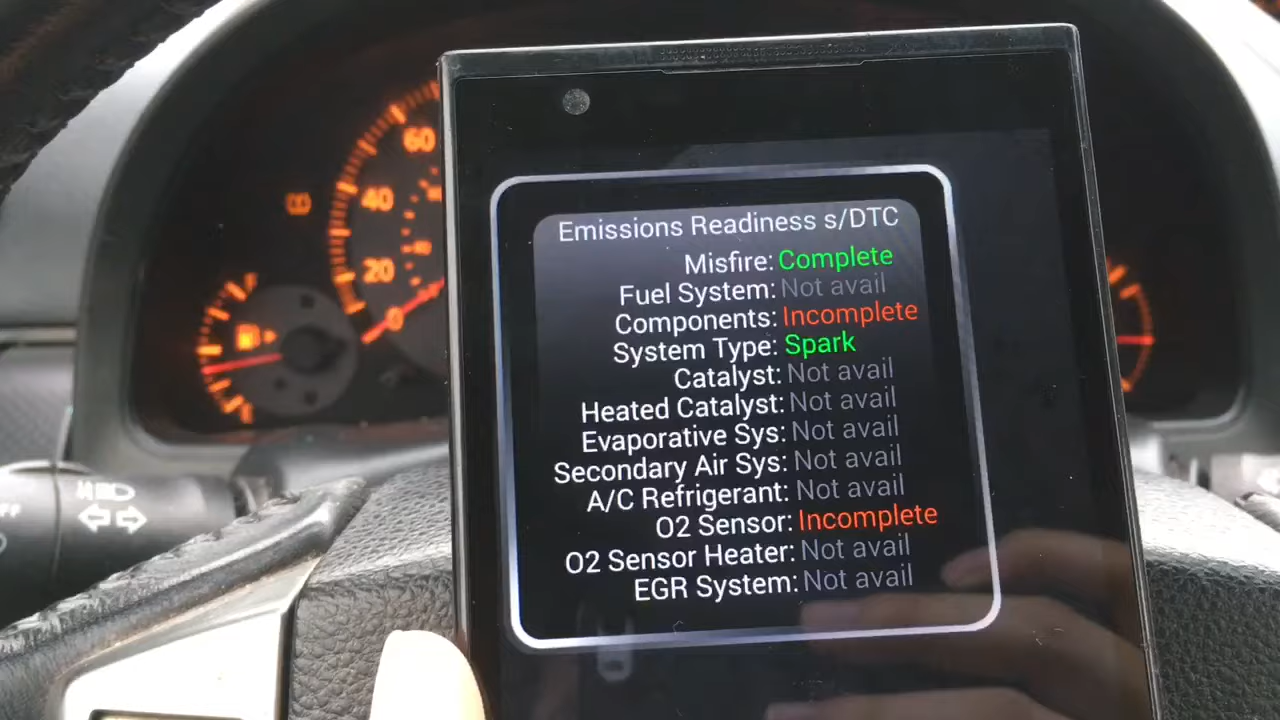 60
40
20
0
Emissions Readiness s/DTC
Misfire: Complete
Fuel System: Not avail
Components: Incomplete
System Type: Spark
Catalyst: Not avail
Heated Catalyst: Not avail
Evaporative Sys: Not avail
Secondary Air Sys: Not avail
A/C Refrigerant: Not avail
O2 Sensor: Incomplete
O2 Sensor Heater: Not avail
EGR System: Not avail